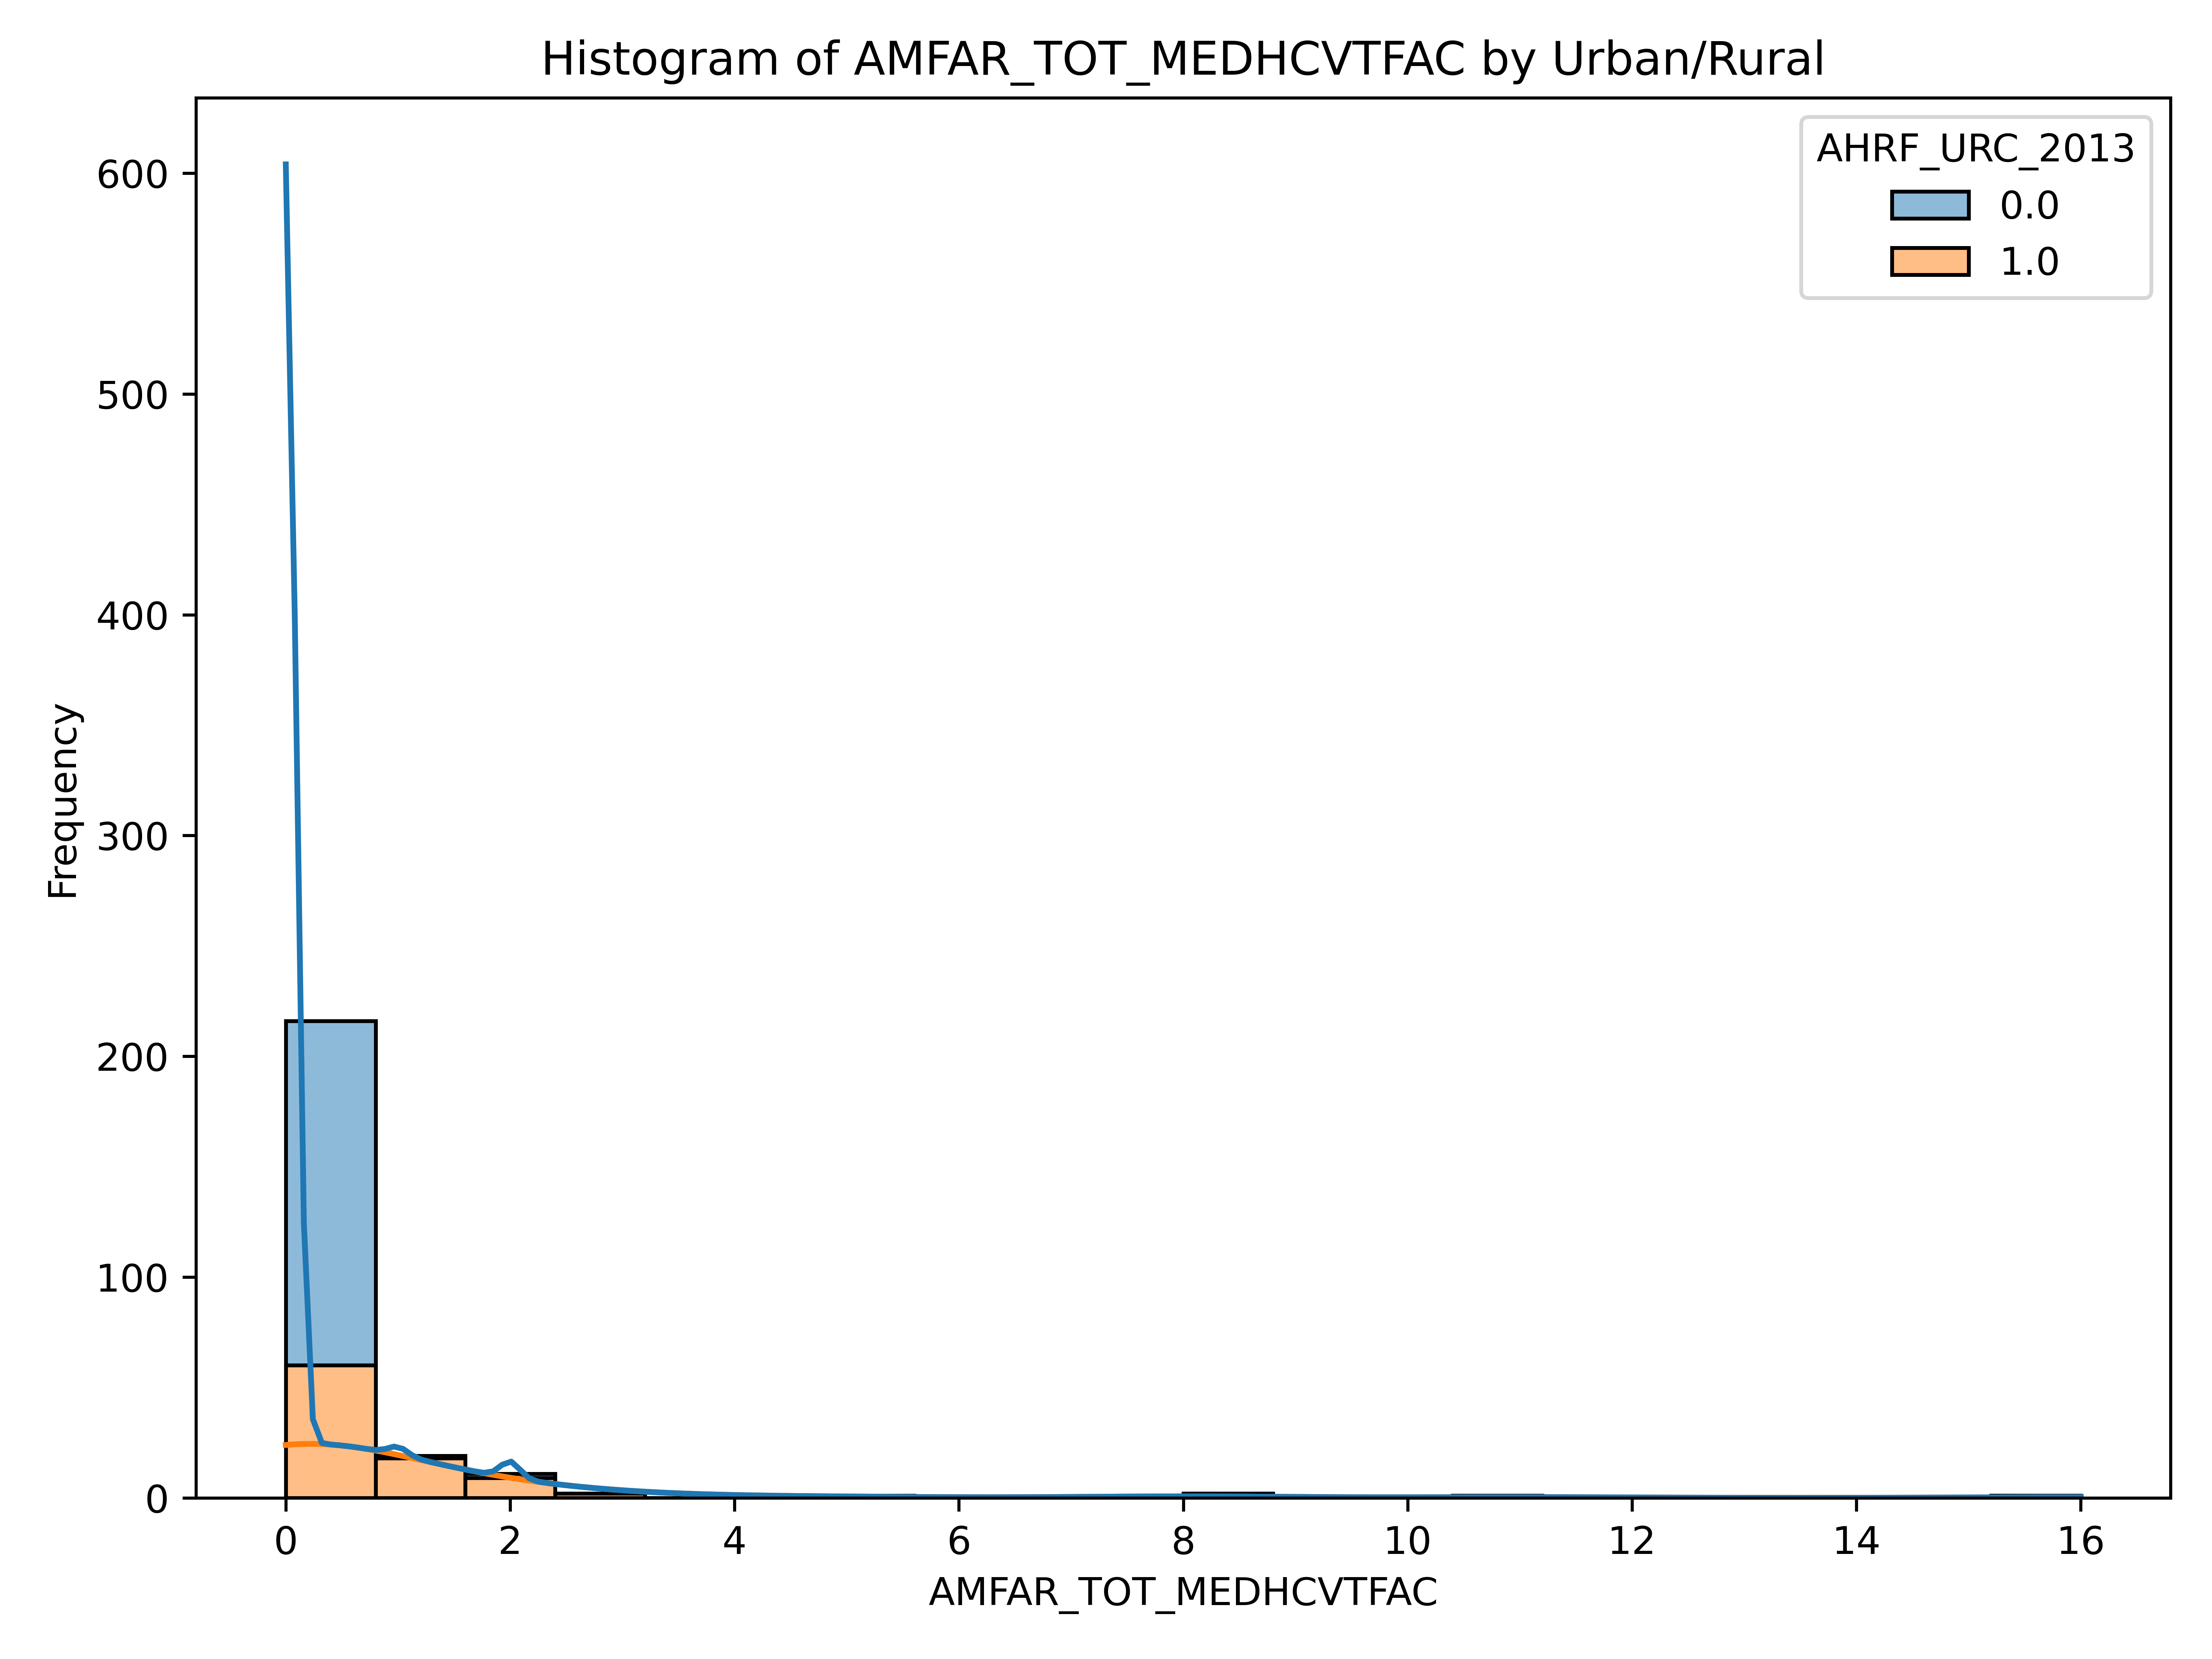 Histogram of AMFAR_TOT_MEDHCVTFAC by Urban/Rural
AHRF_URC_2013
0.0
1.0
Frequency
600
500
400
300
200
100
0
0 2 4 6 8 10 12 14 16
AMFAR_TOT_MEDHCVTFAC